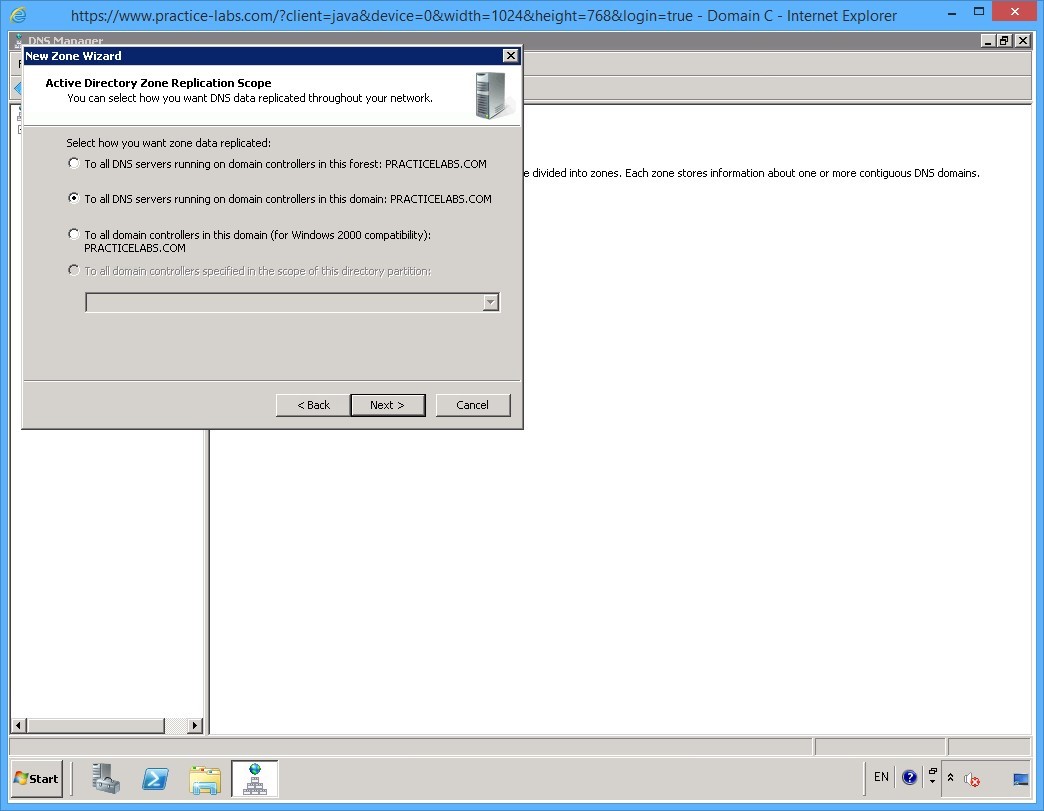 https://www.practice-labs.com/?client=java&device=0&width=1024&height=768&login=true - Domain C - Internet Explorer
DNS Manager
New Zone Wizard
Active Directory Zone Replication Scope
You can select how you want DNS data replicated throughout your network.
Select how you want zone data replicated:
To all DNS servers running on domain controllers in this forest: PRACTICELABS.COM
e divided into zones. Each zone stores information about one or more contiguous DNS domains.
To all DNS servers running on domain controllers in this domain: PRACTICELABS.COM
To all domain controllers in this domain (for Windows 2000 compatibility):
PRACTICELABS.COM
To all domain controllers specified in the scope of this directory partition:
< Back
Next >
Cancel
Start
EN